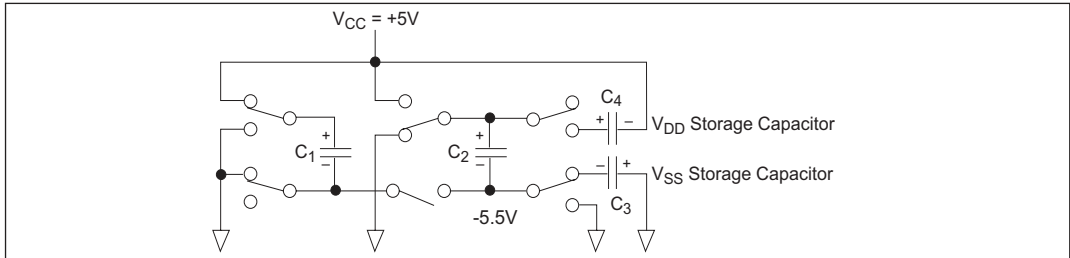 V_CC = +5V
C_4
+ –
V_DD Storage Capacitor
+
C_1
–
+
C_2
–
– +
V_SS Storage Capacitor
C_3
-5.5V